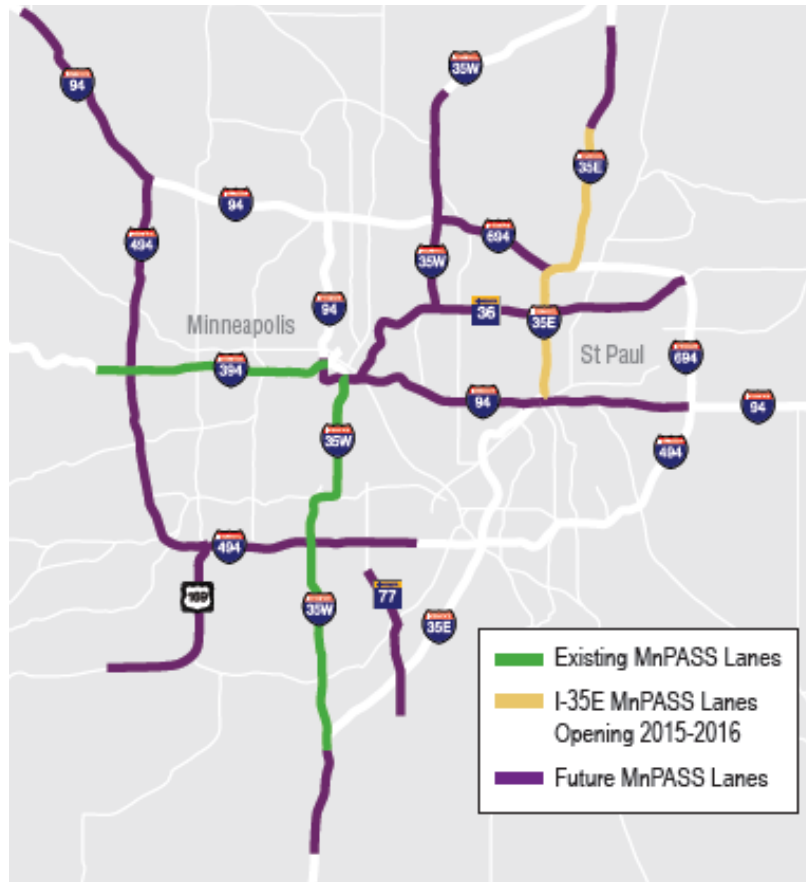 94
35W
35E
94
494
694
35W
94
Minneapolis
36
35E
St Paul
694
394
94
94
35W
494
494
169
35W
77
35E
Existing MnPASS Lanes
I-35E MnPASS Lanes
Opening 2015-2016
Future MnPASS Lanes